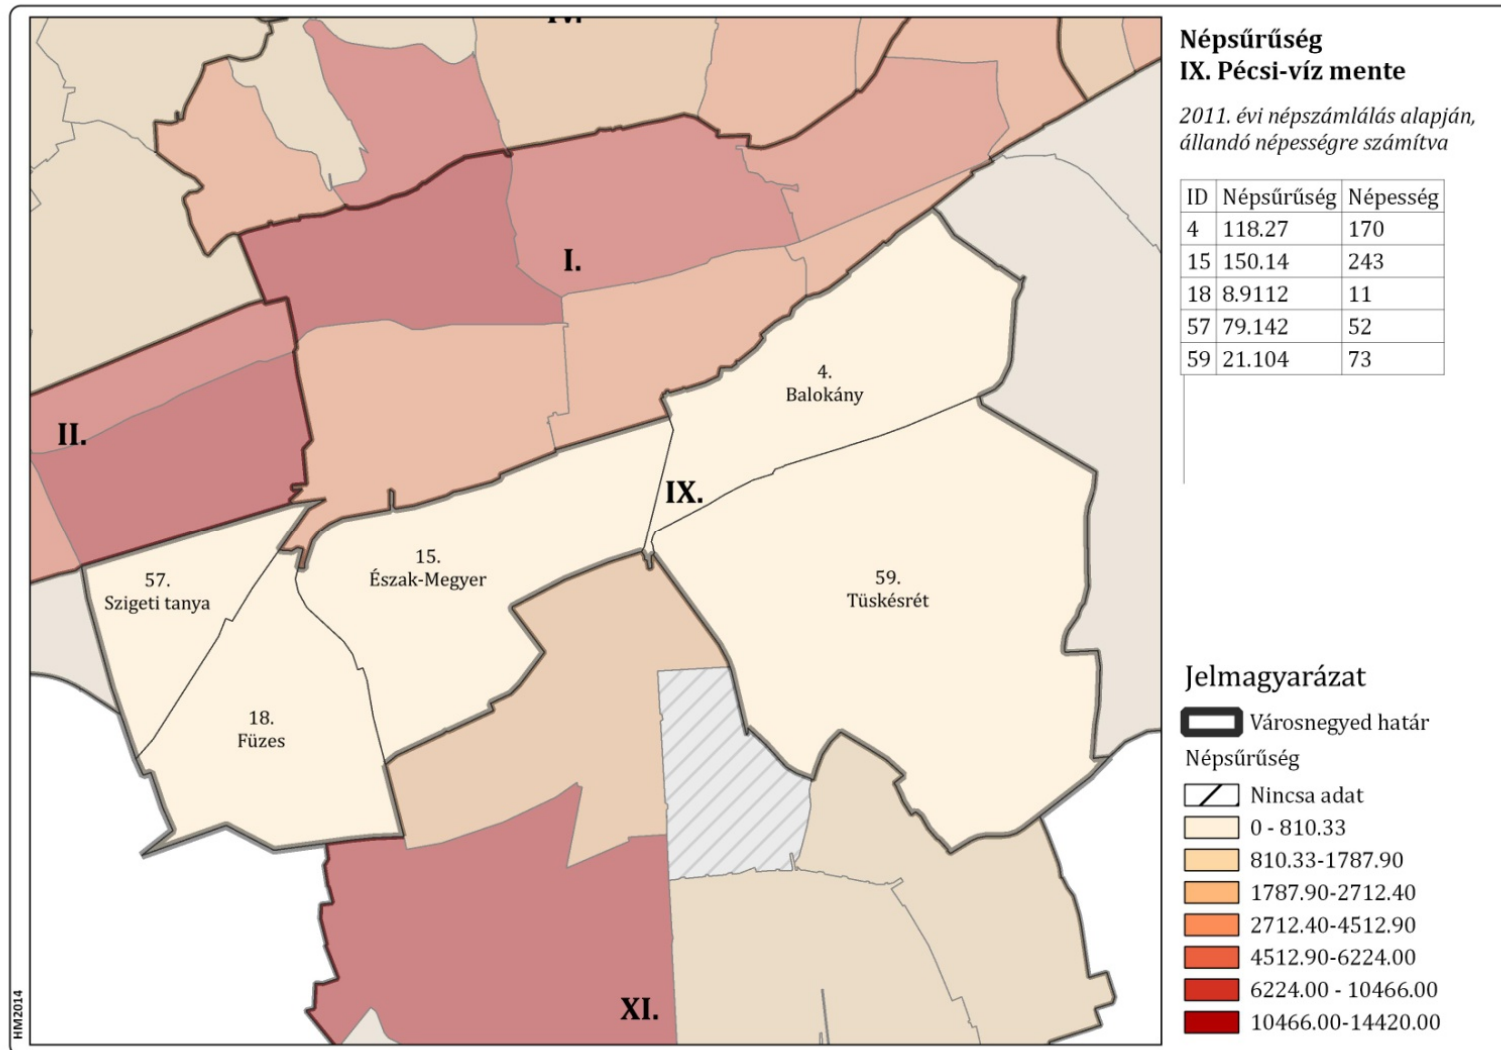 IV.
I.
II.
4.
Balokány
IX.
15.
Észak-Megyer
57.
Szigeti tanya
59.
Tüskésrét
18.
Füzes
XI.
HM2014
Népsűrűség
IX. Pécsi-víz mente
2011. évi népszámlálás alapján,
állandó népességre számítva
ID Népsűrűség Népesség
4 118.27 170
15 150.14 243
18 8.9112 11
57 79.142 52
59 21.104 73
Jelmagyarázat
Városnegyed határ
Népsűrűség
Nincsa adat
0 - 810.33
810.33-1787.90
1787.90-2712.40
2712.40-4512.90
4512.90-6224.00
6224.00 - 10466.00
10466.00-14420.00